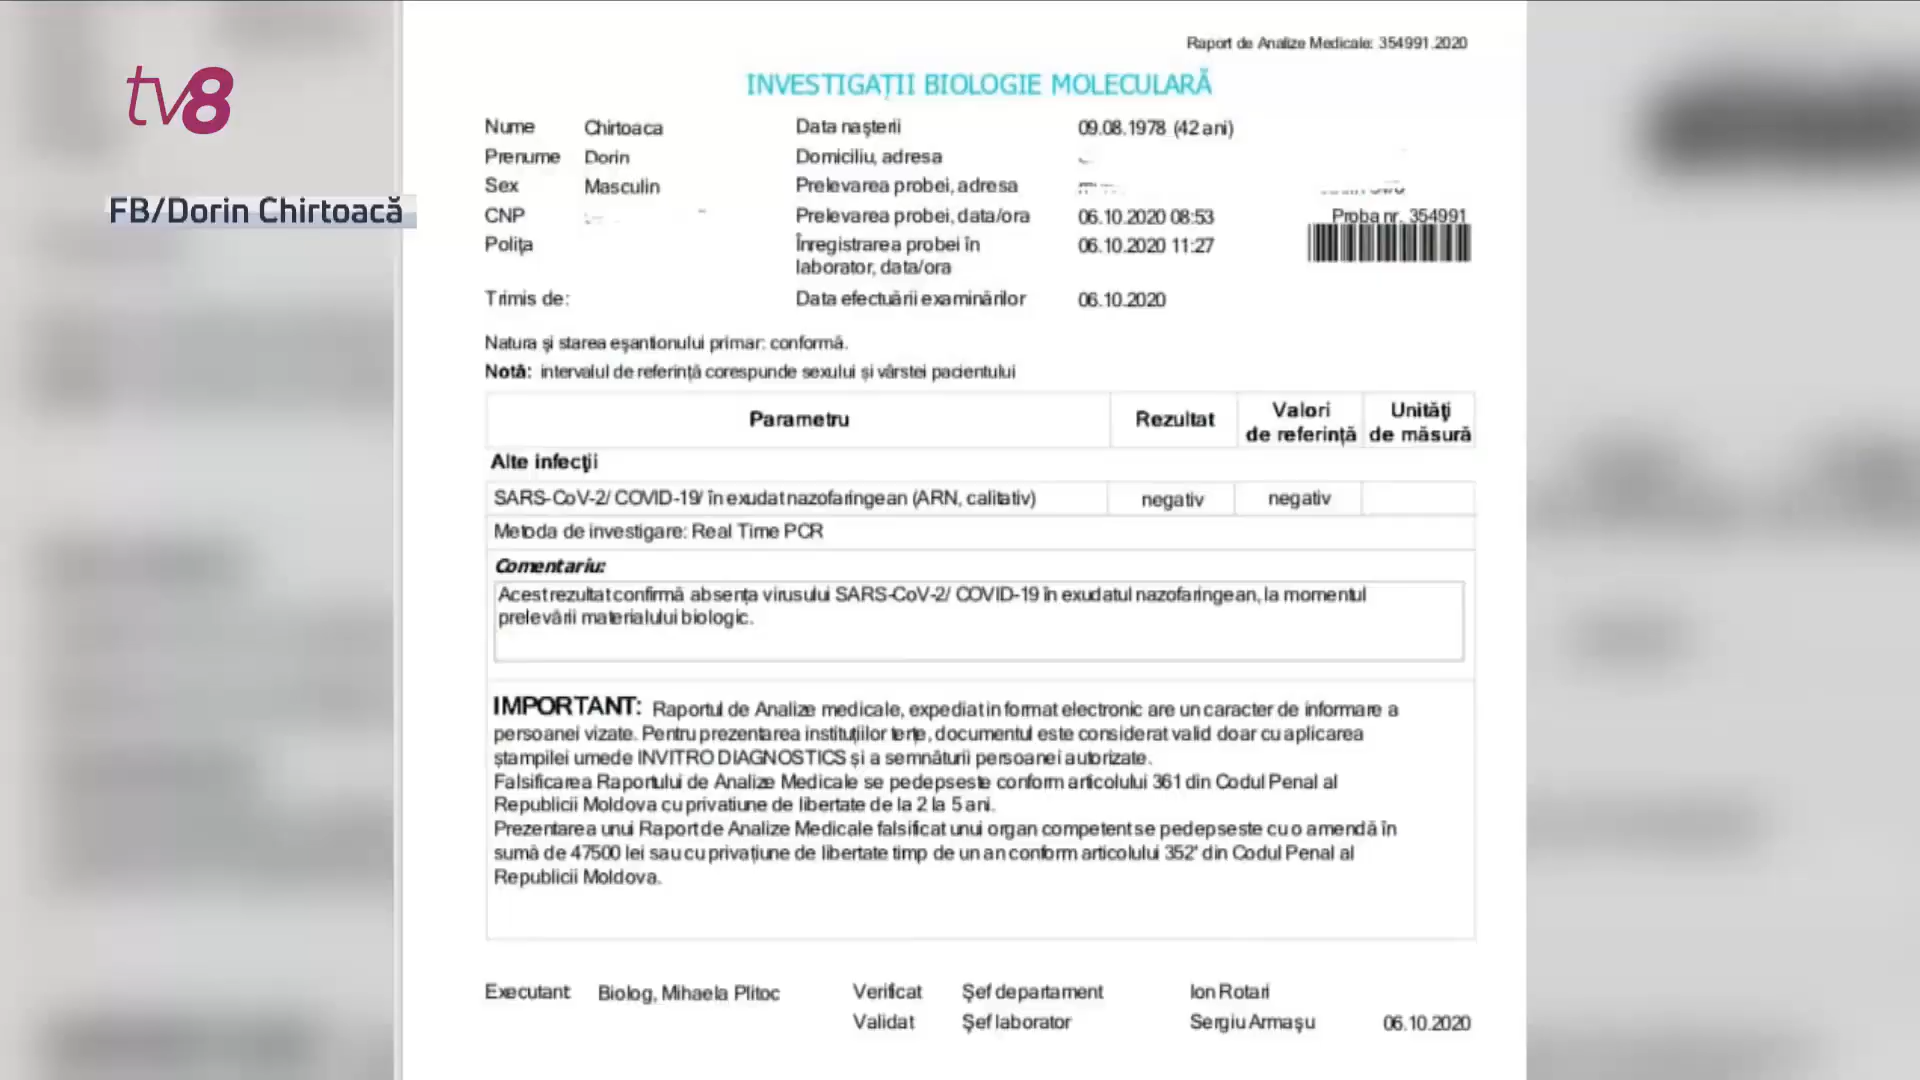 tv8
FB/Dorin Chirtoacă
Raport de Analize Medicale: 354991.2020
INVESTIGAȚII BIOLOGIE MOLECULARĂ
Nume Chirtoaca Data nașterii 09.08.1978 (42 ani)
Prenume Dorin Domiciliu, adresa
Sex Masculin Prelevarea probei, adresa
CNP Prelevarea probei, data/ora 06.10.2020 08:53 Proba nr. 354991
Polița Înregistrarea probei în 06.10.2020 11:27
laborator, data/ora
Trimis de: Data efectuării examinărilor 06.10.2020
Natura și starea eșantionului primar: conformă.
Notă: intervalul de referință corespunde sexului și vârstei pacientului
Parametru Rezultat Valori de referință Unități de măsură
Alte infecții
SARS-CoV-2/ COVID-19/ în exudat nazofaringean (ARN, calitativ) negativ negativ
Metoda de investigare: Real Time PCR
Comentariu:
Acest rezultat confirmă absența virusului SARS-CoV-2/ COVID-19 în exudatul nazofaringean, la momentul
prelevării materialului biologic.
IMPORTANT: Raportul de Analize medicale, expediat in format electronic are un caracter de informare a
persoanei vizate. Pentru prezentarea instituțiilor terțe, documentul este considerat valid doar cu aplicarea
ștampilei umede INVITRO DIAGNOSTICS și a semnăturii persoanei autorizate.
Falsificarea Raportului de Analize Medicale se pedepseste conform articolului 361 din Codul Penal al
Republicii Moldova cu privatiune de libertate de la 2 la 5 ani.
Prezentarea unui Raport de Analize Medicale falsificat unui organ competent se pedepseste cu o amendă în
sumă de 47500 lei sau cu privațiune de libertate timp de un an conform articolului 352' din Codul Penal al
Republicii Moldova.
Executant Biolog, Mihaela Plitoc Verificat Șef departament Ion Rotari
Validat Șef laborator Sergiu Armașu 06.10.2020